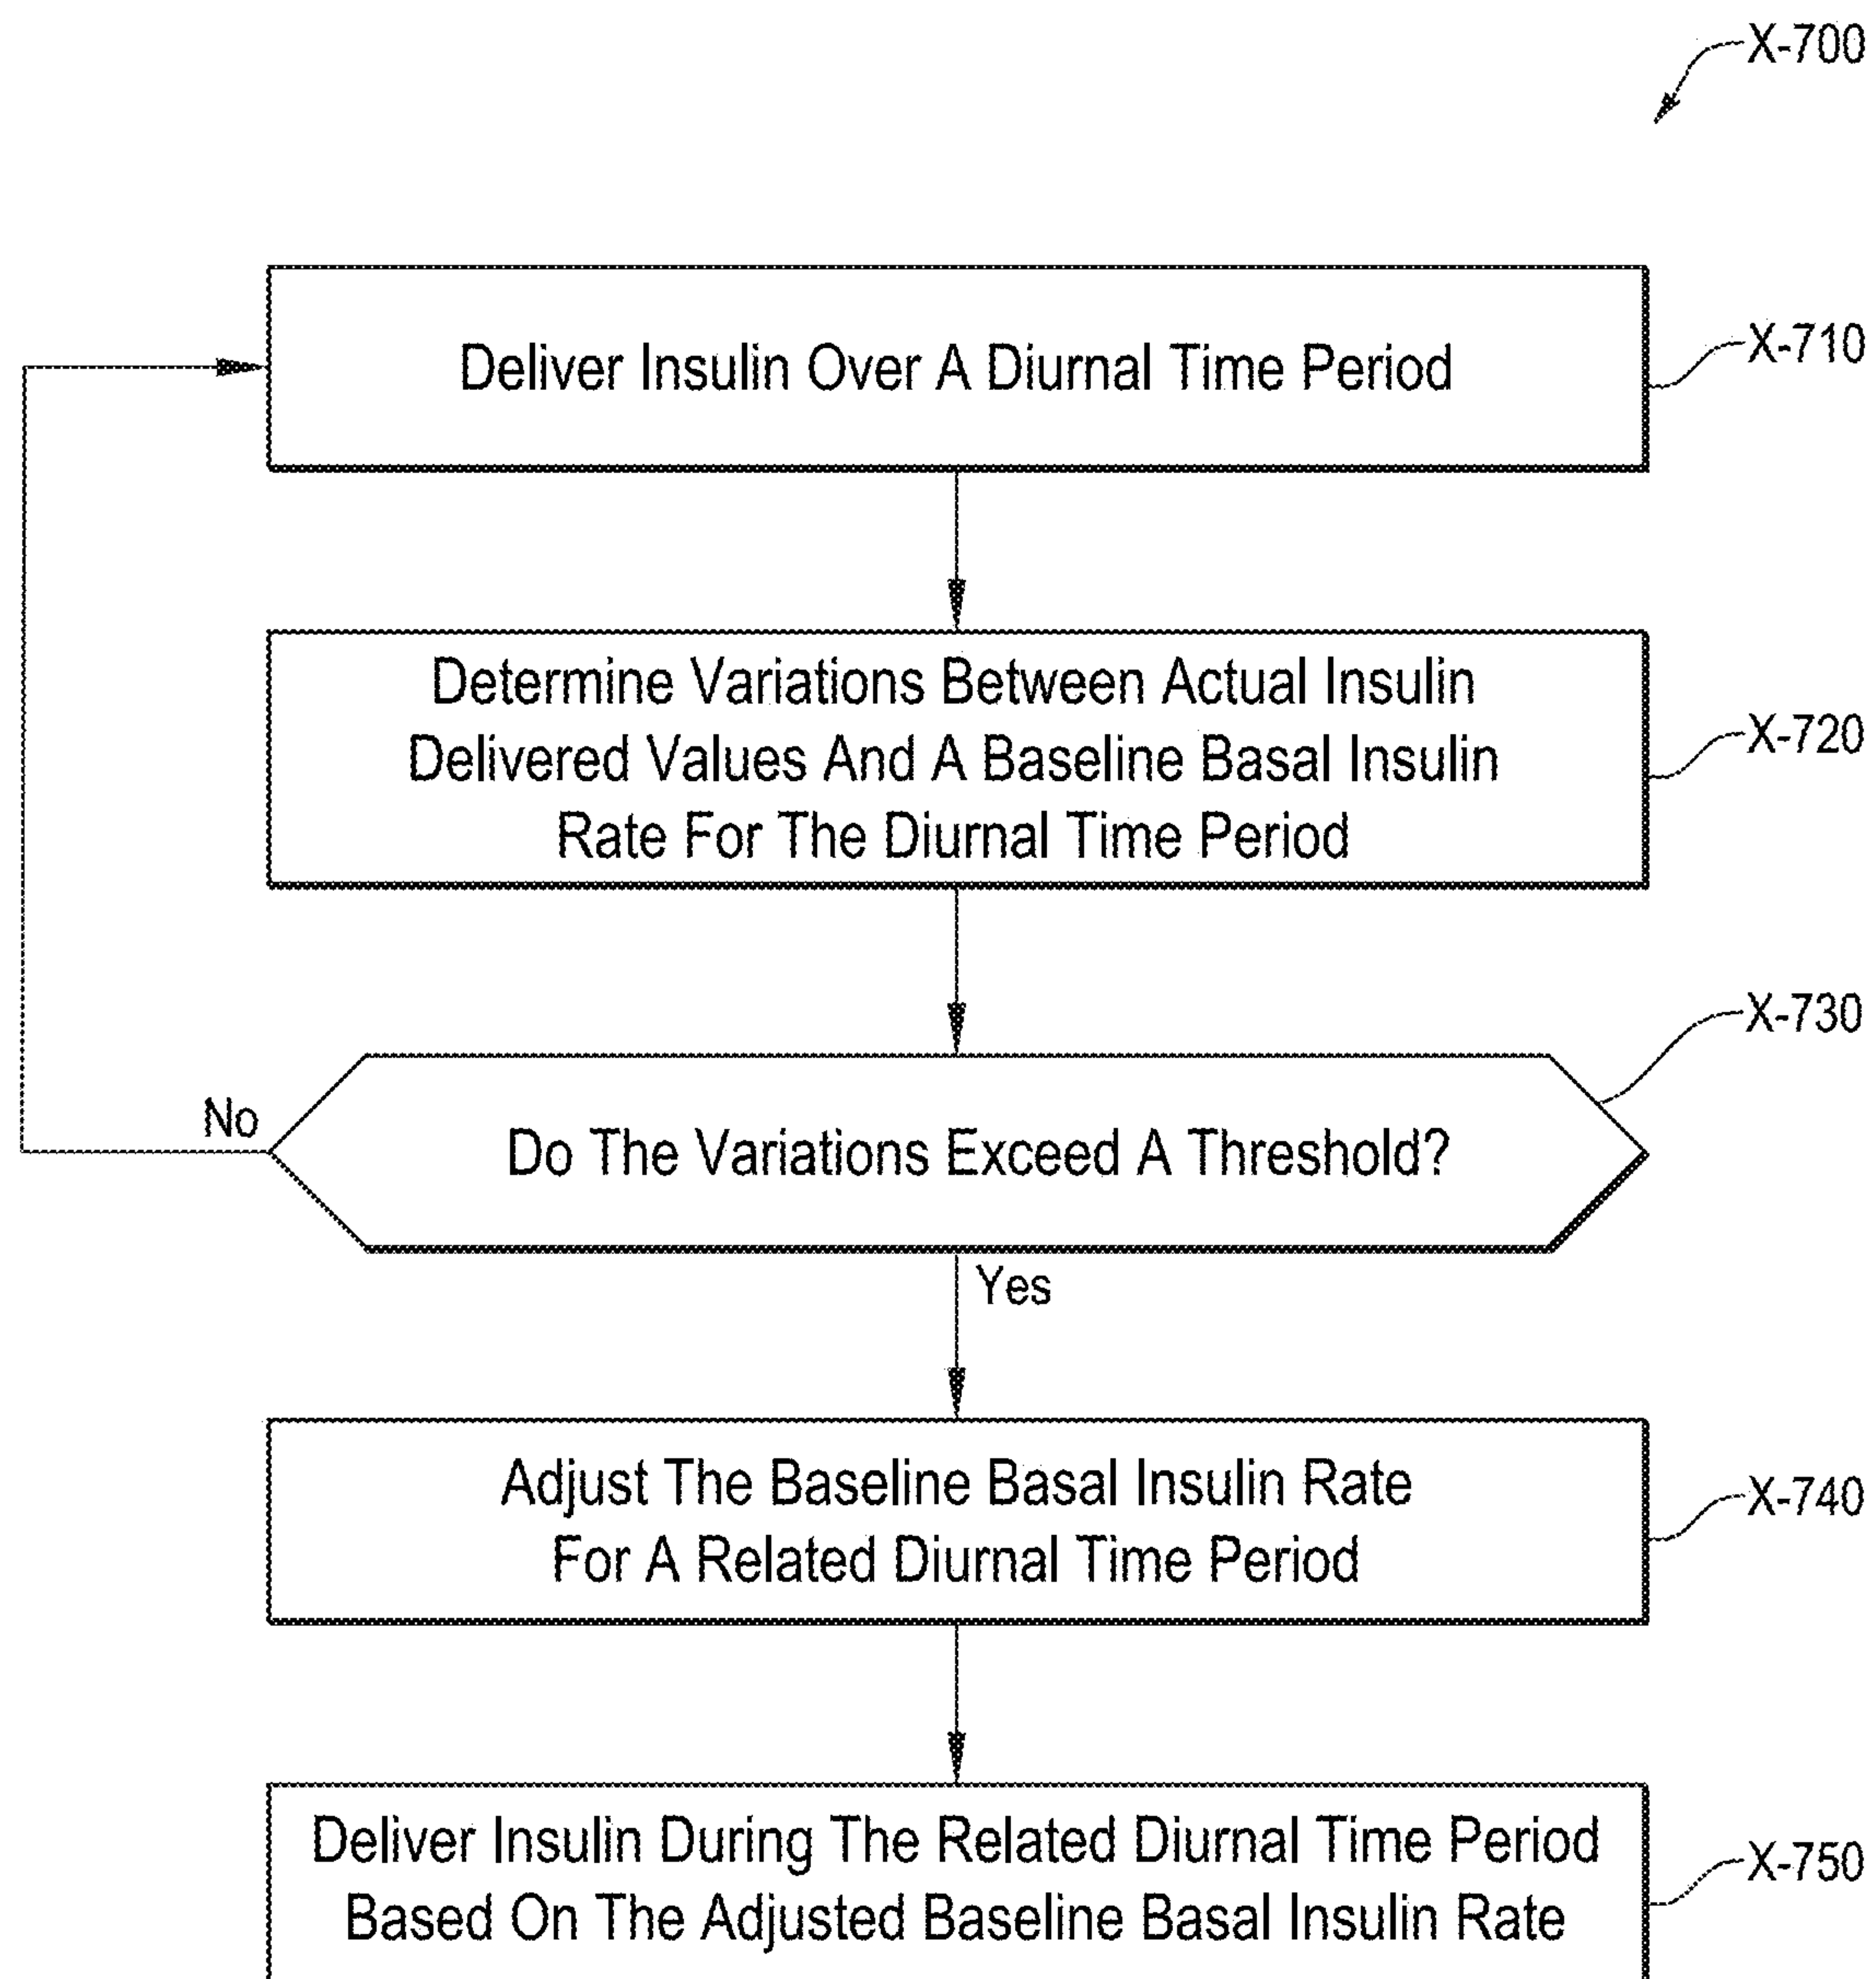 X-700
Deliver Insulin Over A Diurnal Time Period
X-710
Determine Variations Between Actual Insulin
Delivered Values And A Baseline Basal Insulin
Rate For The Diurnal Time Period
X-720
X-730
Do The Variations Exceed A Threshold?
No
Yes
Adjust The Baseline Basal Insulin Rate
For A Related Diurnal Time Period
X-740
Deliver Insulin During The Related Diurnal Time Period
Based On The Adjusted Baseline Basal Insulin Rate
X-750